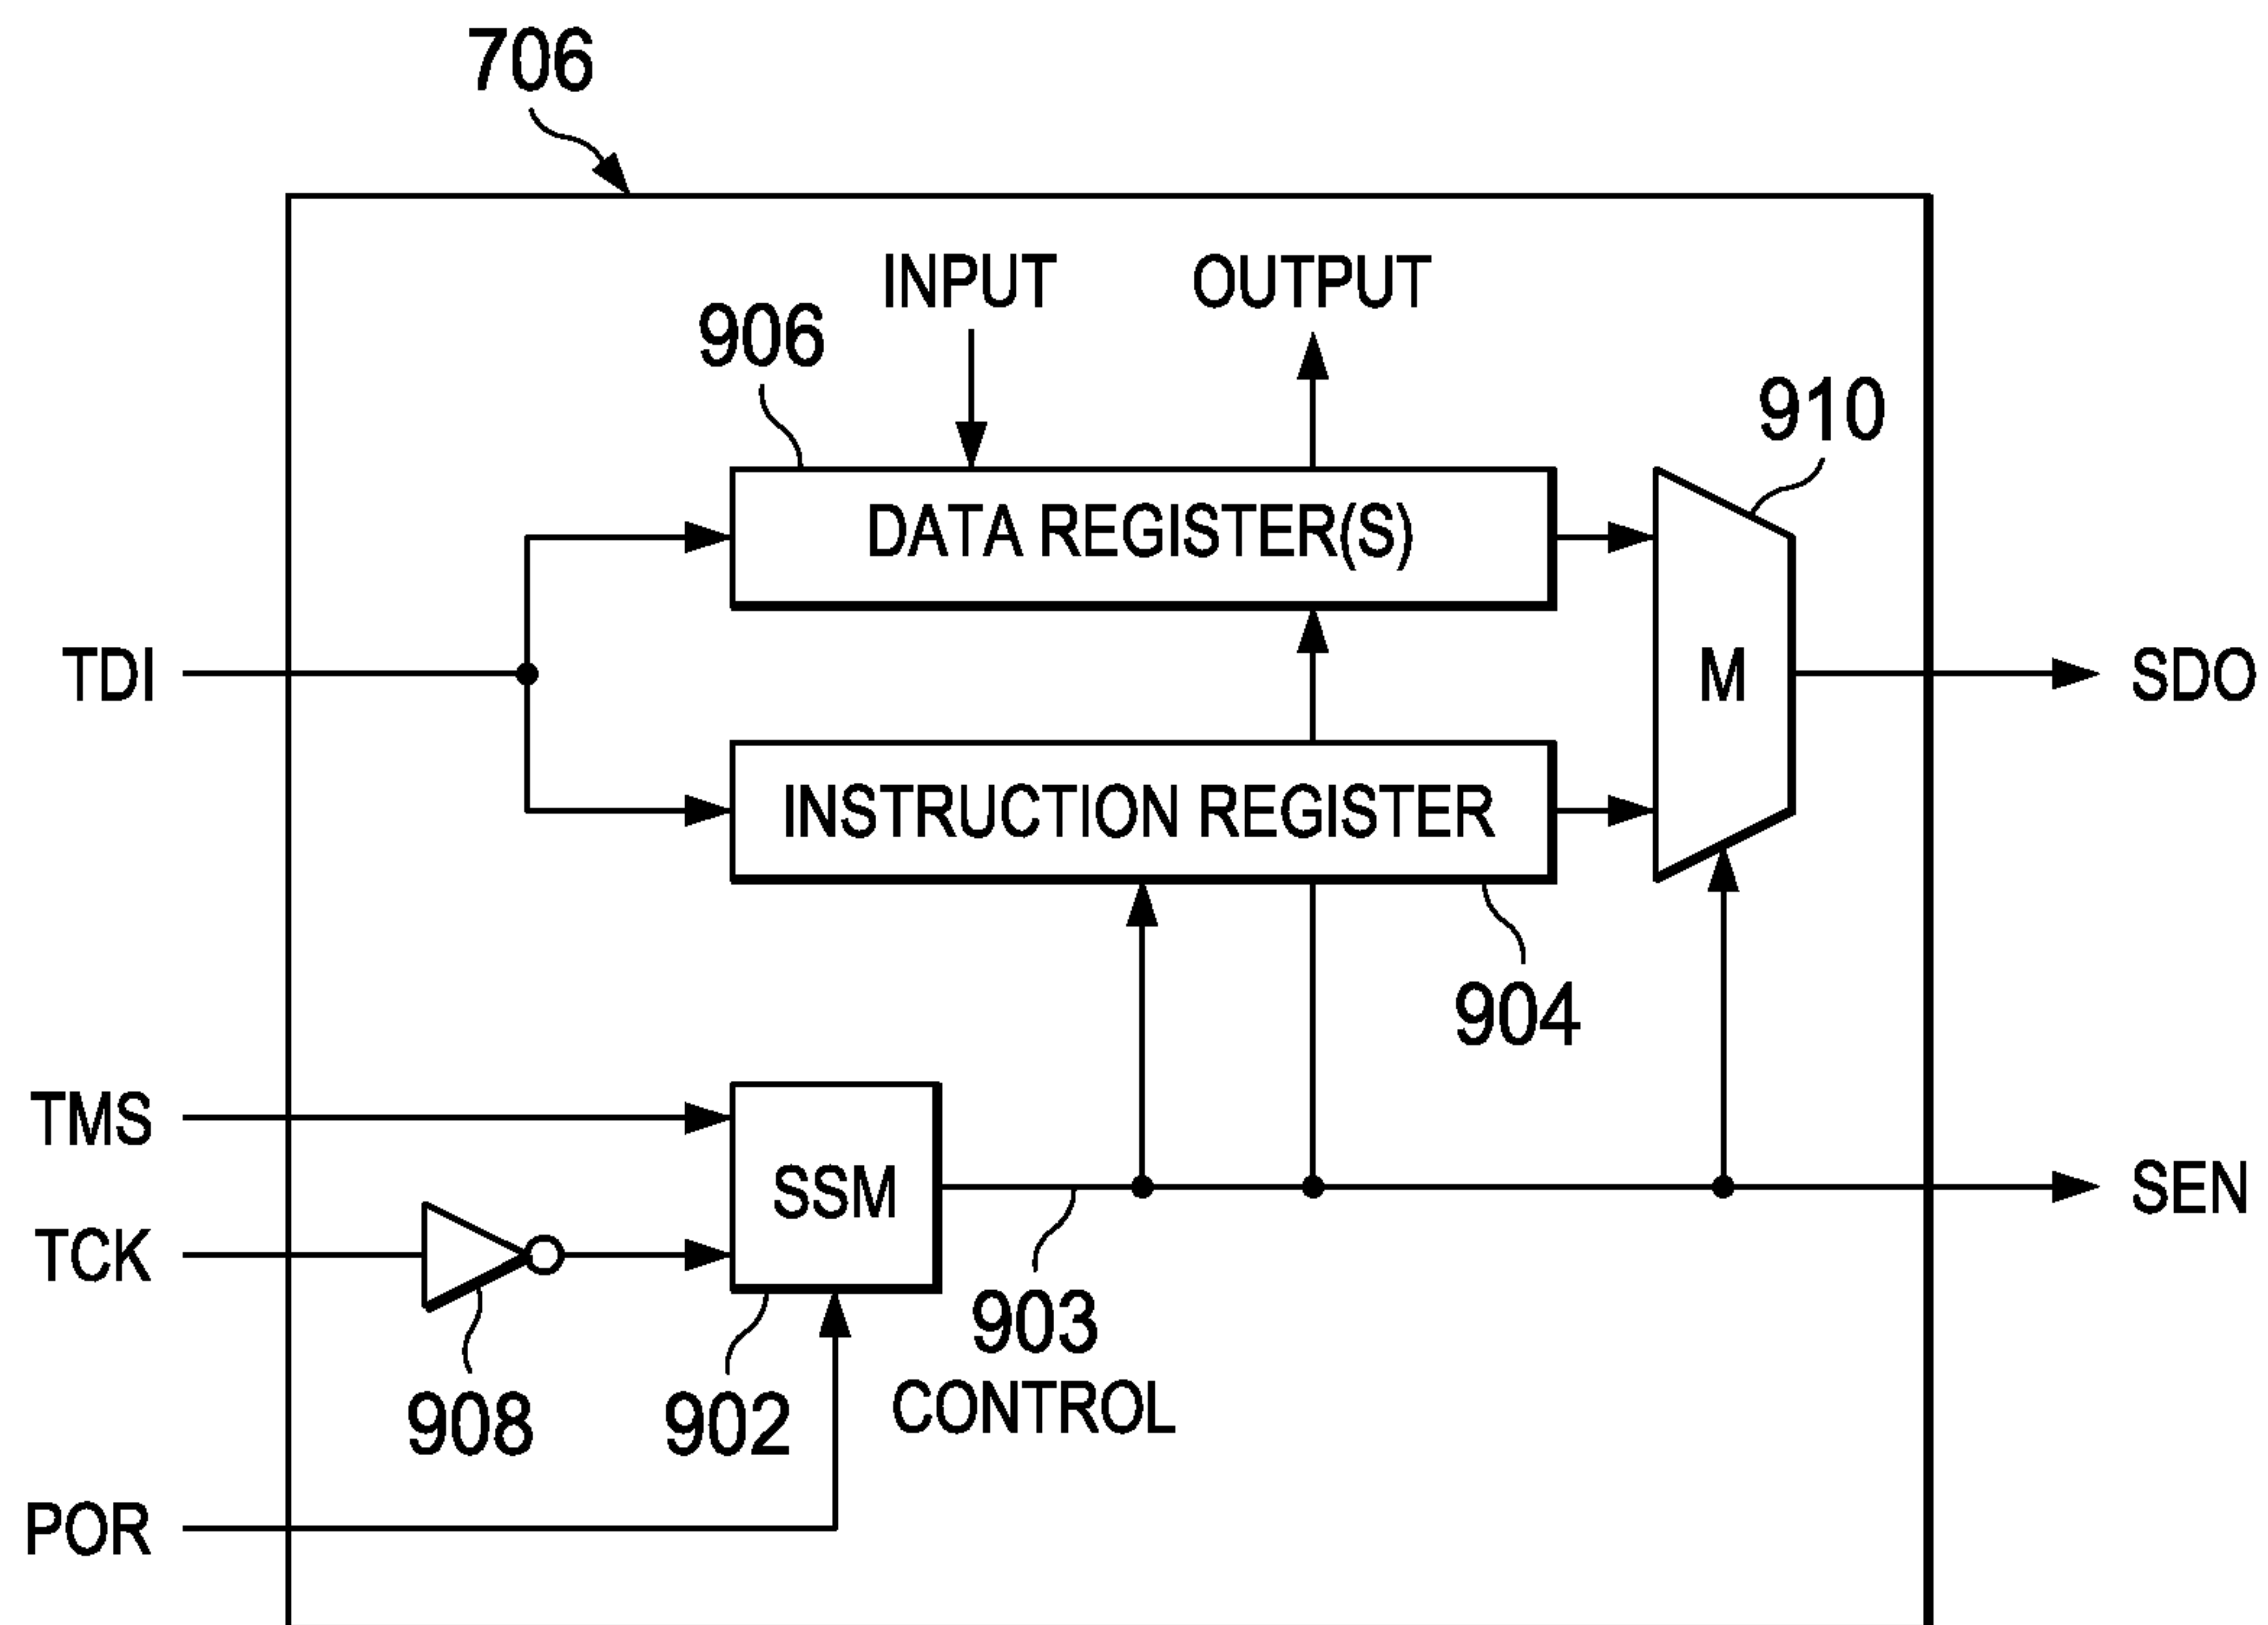 706
INPUT
OUTPUT
906
910
DATA REGISTER(S)
TDI
M
SDO
INSTRUCTION REGISTER
904
TMS
SSM
SEN
TCK
903
CONTROL
908
902
POR